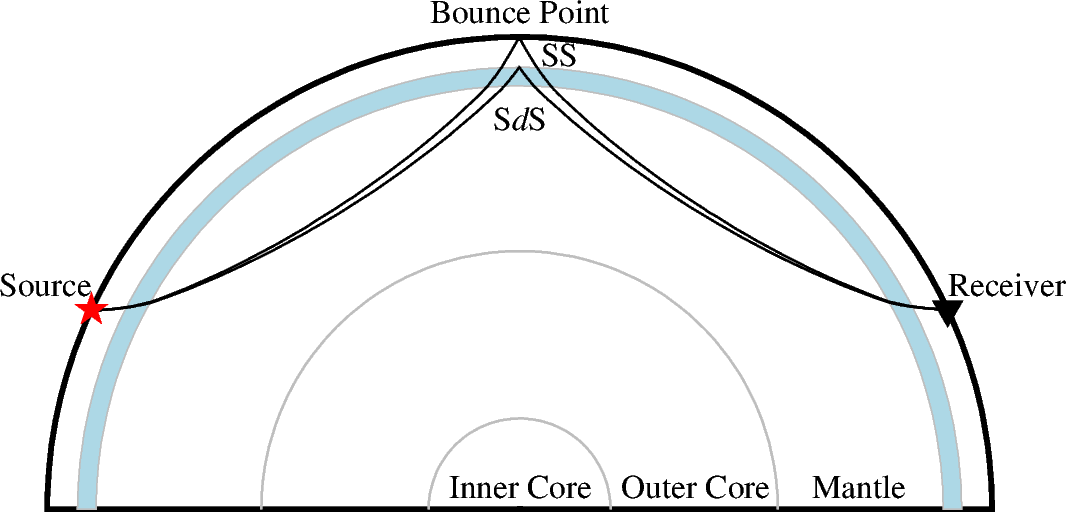 Bounce Point
SS
SdS
Source
Receiver
Inner Core
Outer Core
Mantle